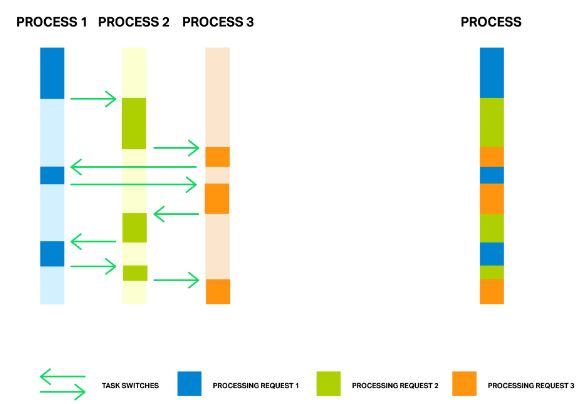 PROCESS 1 PROCESS 2 PROCESS 3 PROCESS
TASK SWITCHES PROCESSING REQUEST 1 PROCESSING REQUEST 2 PROCESSING REQUEST 3